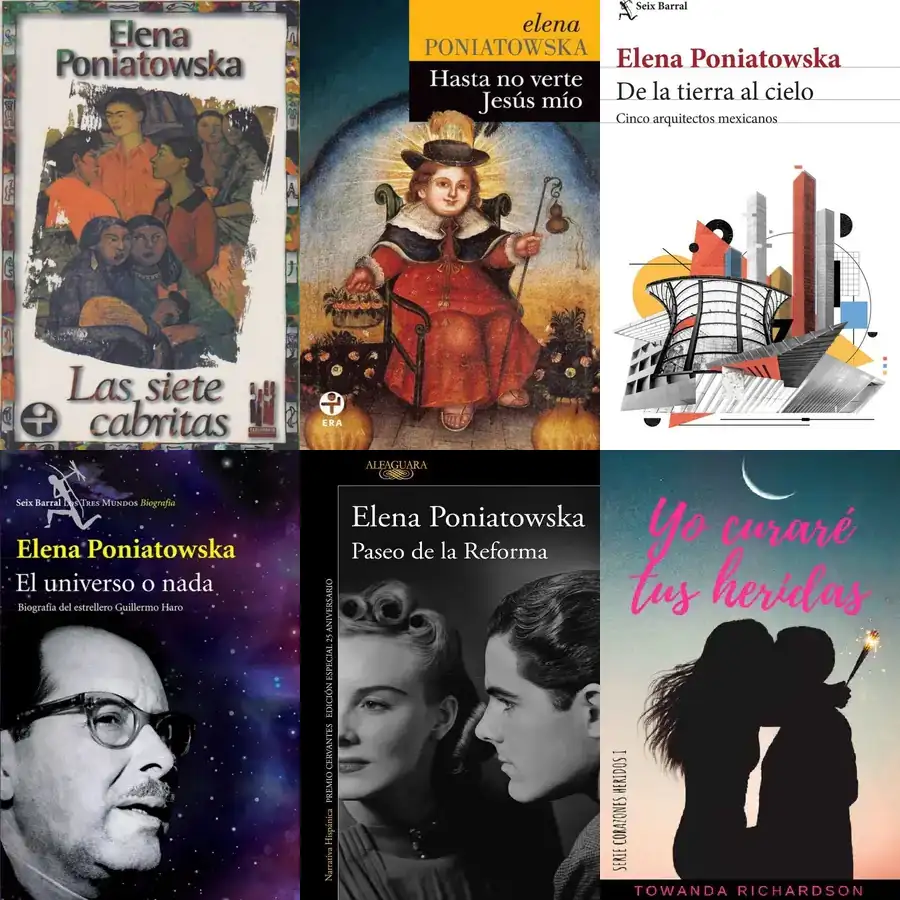 Elena
Poniatowska
Las siete
cabritas
elena
PONIATOWSKA
Hasta no verte
Jesús mío
ERA
Seix Barral
Elena Poniatowska
De la tierra al cielo
Cinco arquitectos mexicanos
Seix Barral Los Tres Mundos Biografía
Elena Poniatowska
El universo o nada
Biografía del estrellero Guillermo Haro
ALFAGUARA
Elena Poniatowska
Paseo de la Reforma
Narrativa Hispánica PREMIO CERVANTES EDICIÓN ESPECIAL 25 ANIVERSARIO
Yo curaré
tus heridas
SERIE CORAZONES HERIDOS I
TOWANDA RICHARDSON